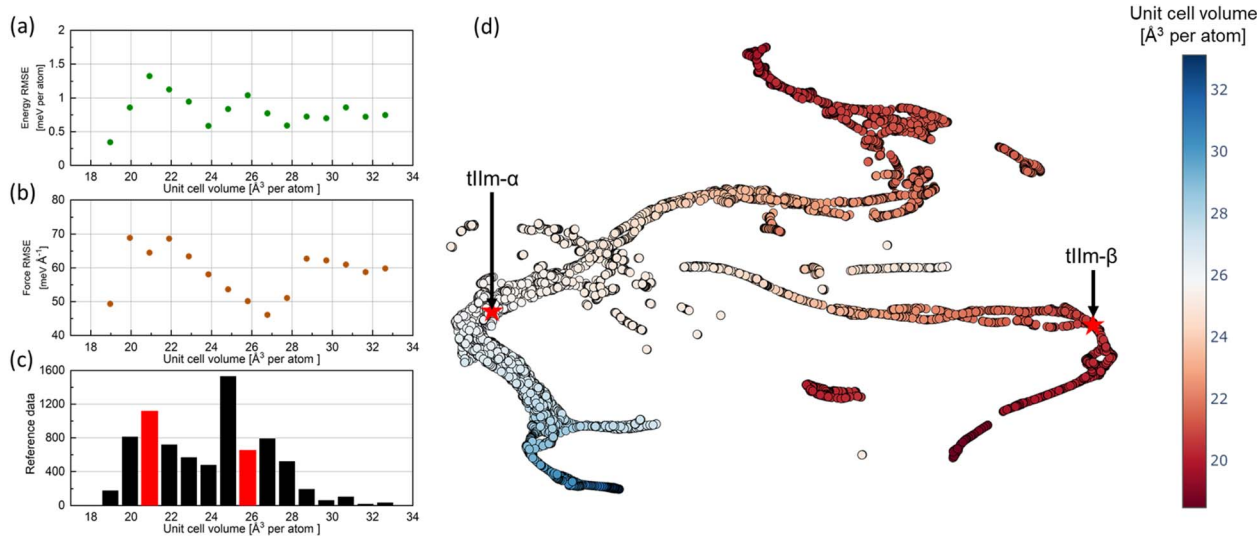 (a)
2
1.5
1
0.5
0
Energy RMSE
[meV per atom]
18 20 22 24 26 28 30 32 34
Unit cell volume [Å³ per atom ]
(b)
80
70
60
50
40
Force RMSE
[meV Å⁻¹]
18 20 22 24 26 28 30 32 34
Unit cell volume [Å³ per atom ]
(c)
1600
1200
800
400
0
Reference data
18 20 22 24 26 28 30 32 34
Unit cell volume [Å³ per atom ]
(d)
tIIm-α
tIIm-β
Unit cell volume
[Å³ per atom]
32
30
28
26
24
22
20